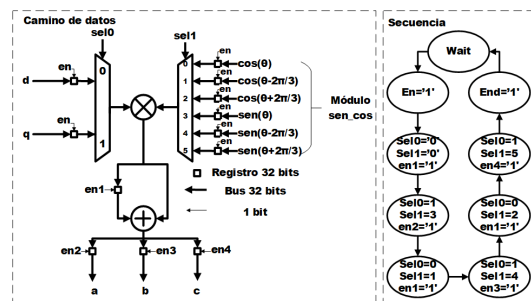 Camino de datos
sel0
sel1
en
d
0
en
q
1
0
en
cos(θ)
1
en
cos(θ-2π/3)
2
en
cos(θ+2π/3)
3
en
sen(θ)
4
en
sen(θ-2π/3)
5
en
sen(θ+2π/3)
Módulo
sen_cos
en1
Registro 32 bits
Bus 32 bits
1 bit
en2
en3
en4
a
b
c
Secuencia
Wait
En='1'
Sel0='0'
Sel1='0'
en1='1'
Sel0=1
Sel1=3
en2='1'
Sel0=0
Sel1=1
en1='1'
Sel0=1
Sel1=4
en3='1'
Sel0=0
Sel1=2
en1='1'
Sel0=1
Sel1=5
en4='1'
End='1'